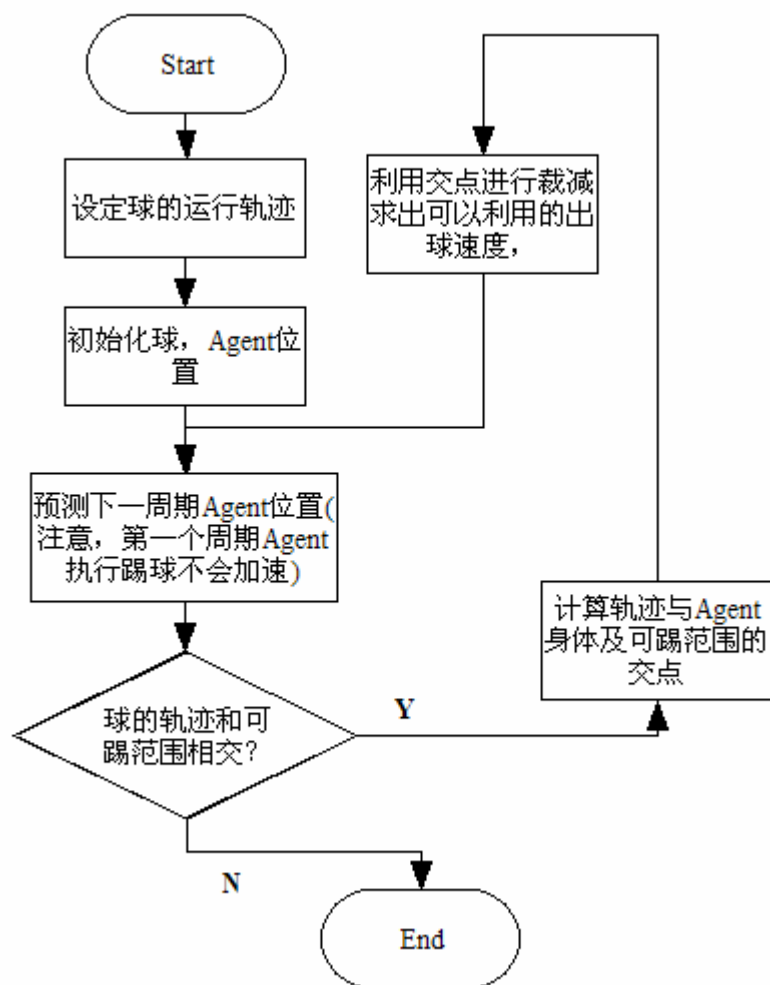 Start
设定球的运行轨迹
初始化球，Agent位
置
预测下一周期Agent位置(
注意，第一个周期Agent
执行踢球不会加速)
球的轨迹和可
踢范围相交?
Y
N
End
计算轨迹与Agent
身体及可踢范围的
交点
利用交点进行裁减
求出可以利用的出
球速度，